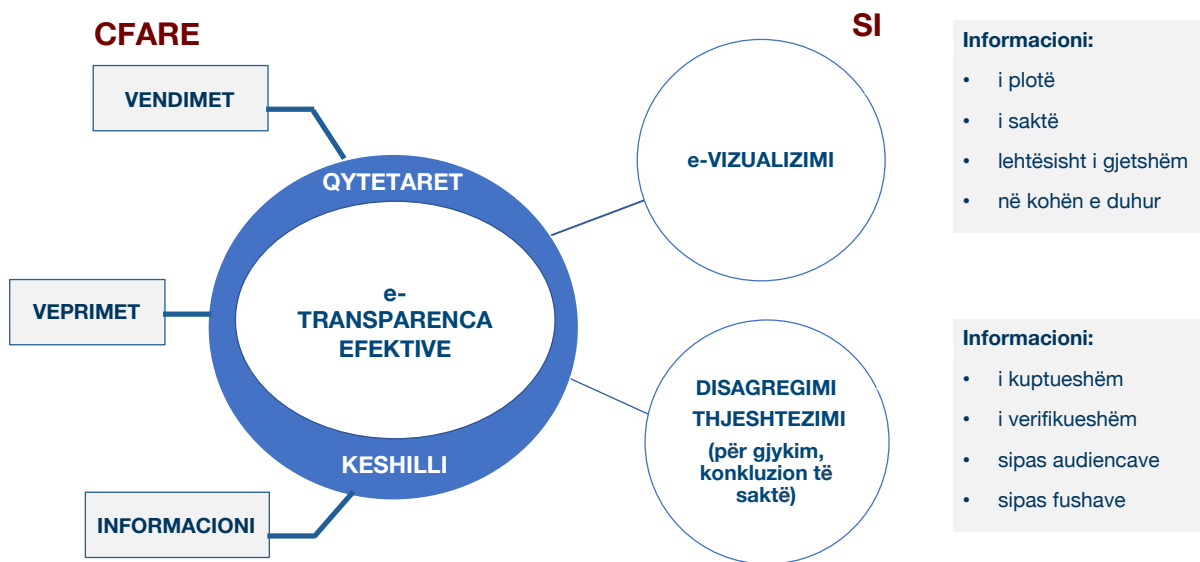 CFARE
VENDIMET
VEPRIMET
INFORMACIONI
QYTETARET
e-
TRANSPARENCA
EFEKTIVE
KESHILLI
SI
e-VIZUALIZIMI
DISAGREGIMI
THJESHTEZIMI
(për gjykim,
konkluzion të
saktë)
Informacioni:
• i plotë
• i saktë
• lehtësisht i gjetshëm
• në kohën e duhur
Informacioni:
• i kuptueshëm
• i verifikueshëm
• sipas audiencave
• sipas fushave